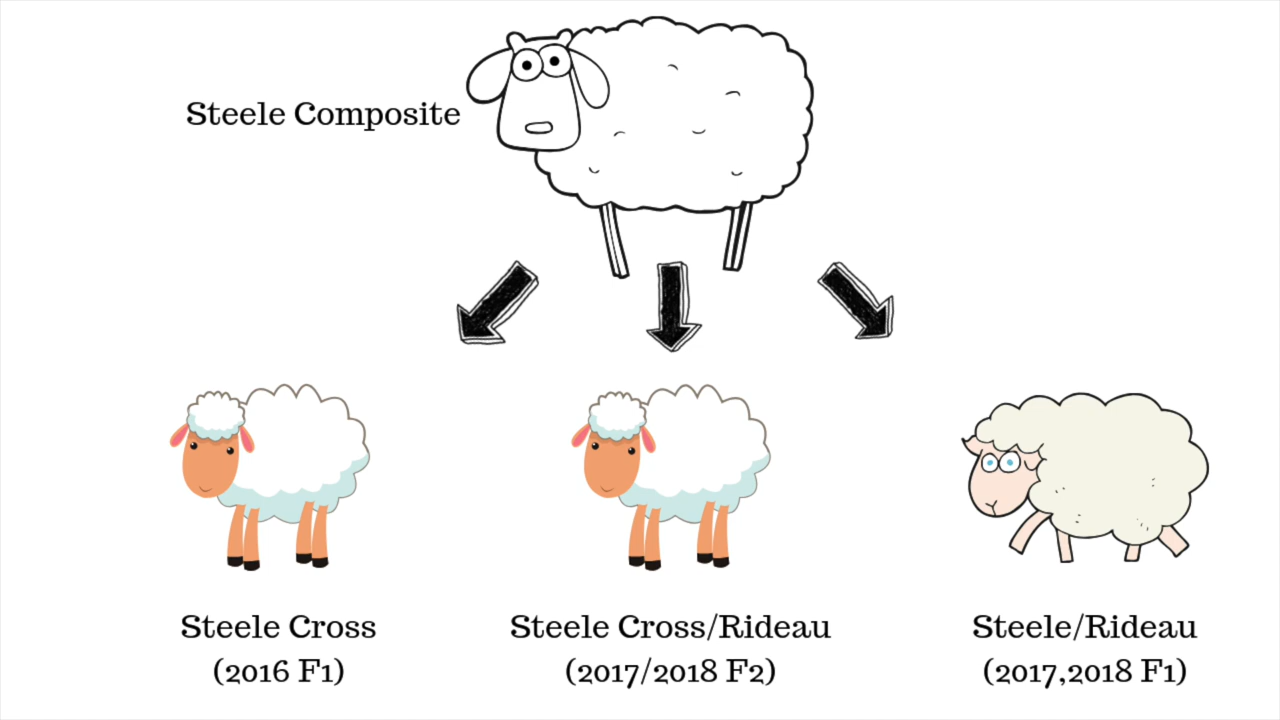 Steele Composite
Steele Cross
(2016 F1)
Steele Cross/Rideau
(2017/2018 F2)
Steele/Rideau
(2017,2018 F1)